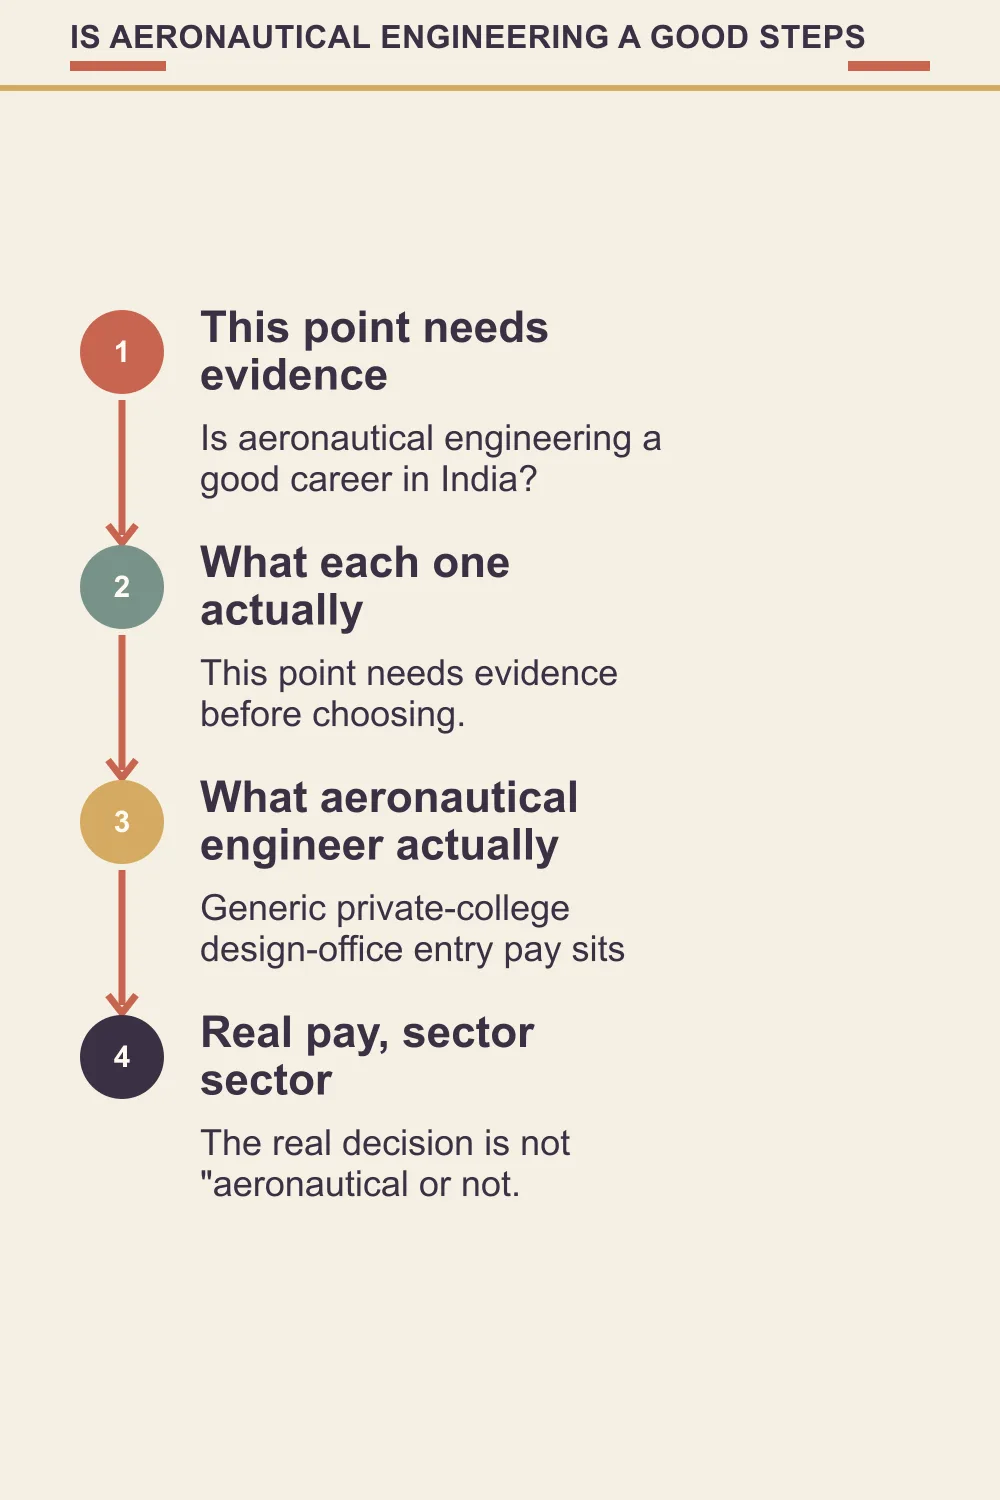 IS AERONAUTICAL ENGINEERING A GOOD STEPS
1
This point needs
evidence
Is aeronautical engineering a
good career in India?
2
What each one
actually
This point needs evidence
before choosing.
3
What aeronautical
engineer actually
Generic private-college
design-office entry pay sits
4
Real pay, sector
sector
The real decision is not
"aeronautical or not.